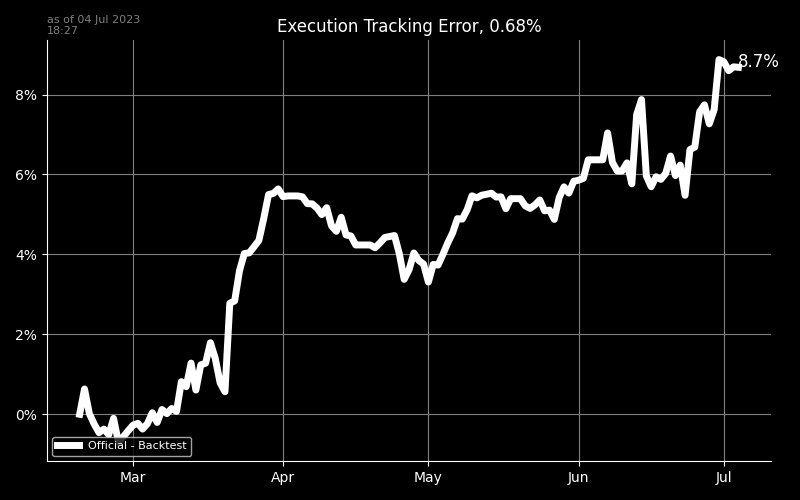 as of 04 Jul 2023
18:27
Execution Tracking Error, 0.68%
8.7%
8%
6%
4%
2%
0%
Official - Backtest
Mar
Apr
May
Jun
Jul